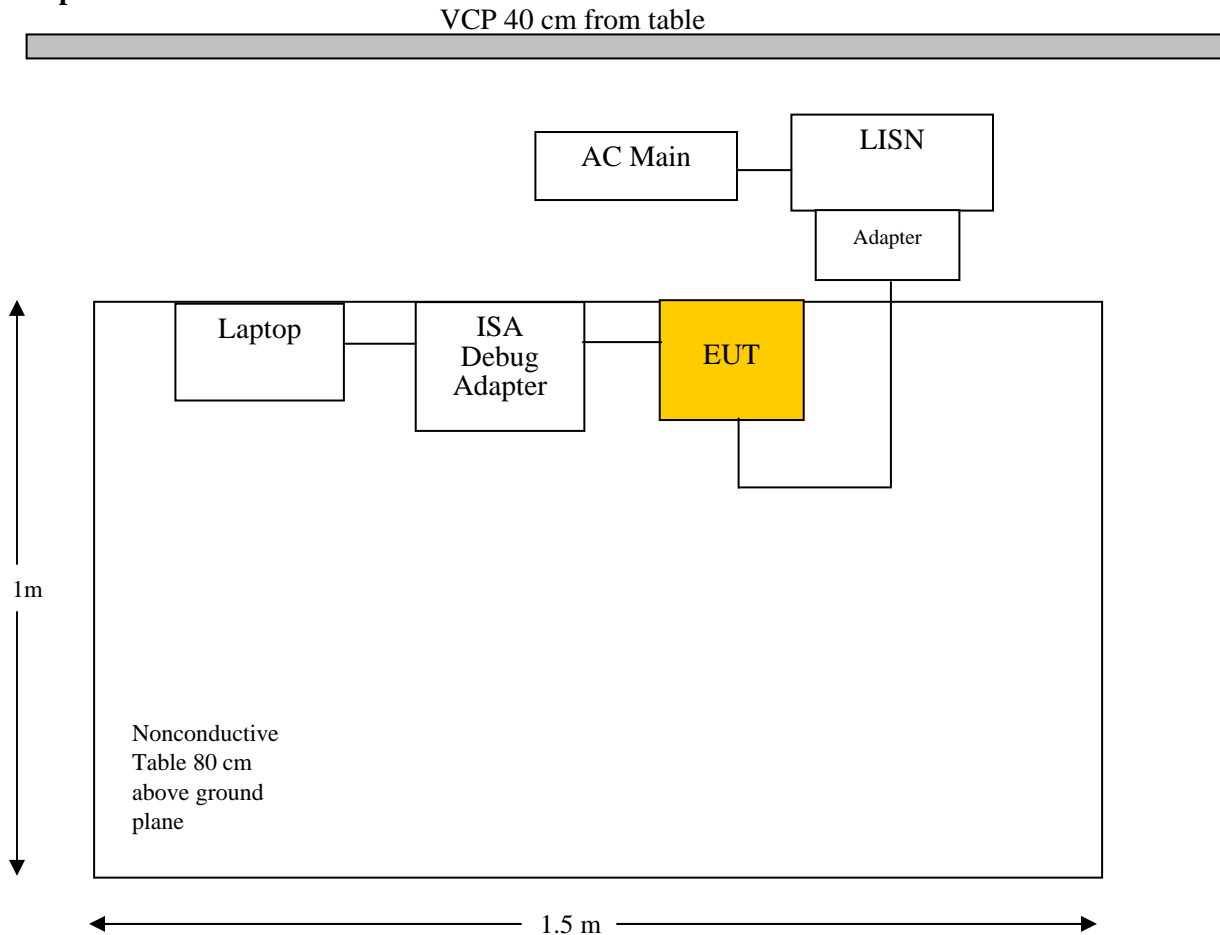 VCP 40 cm from table
AC Main
LISN
Adapter
Laptop
ISA
Debug
Adapter
EUT
1m
Nonconductive
Table 80 cm
above ground
plane
1.5 m